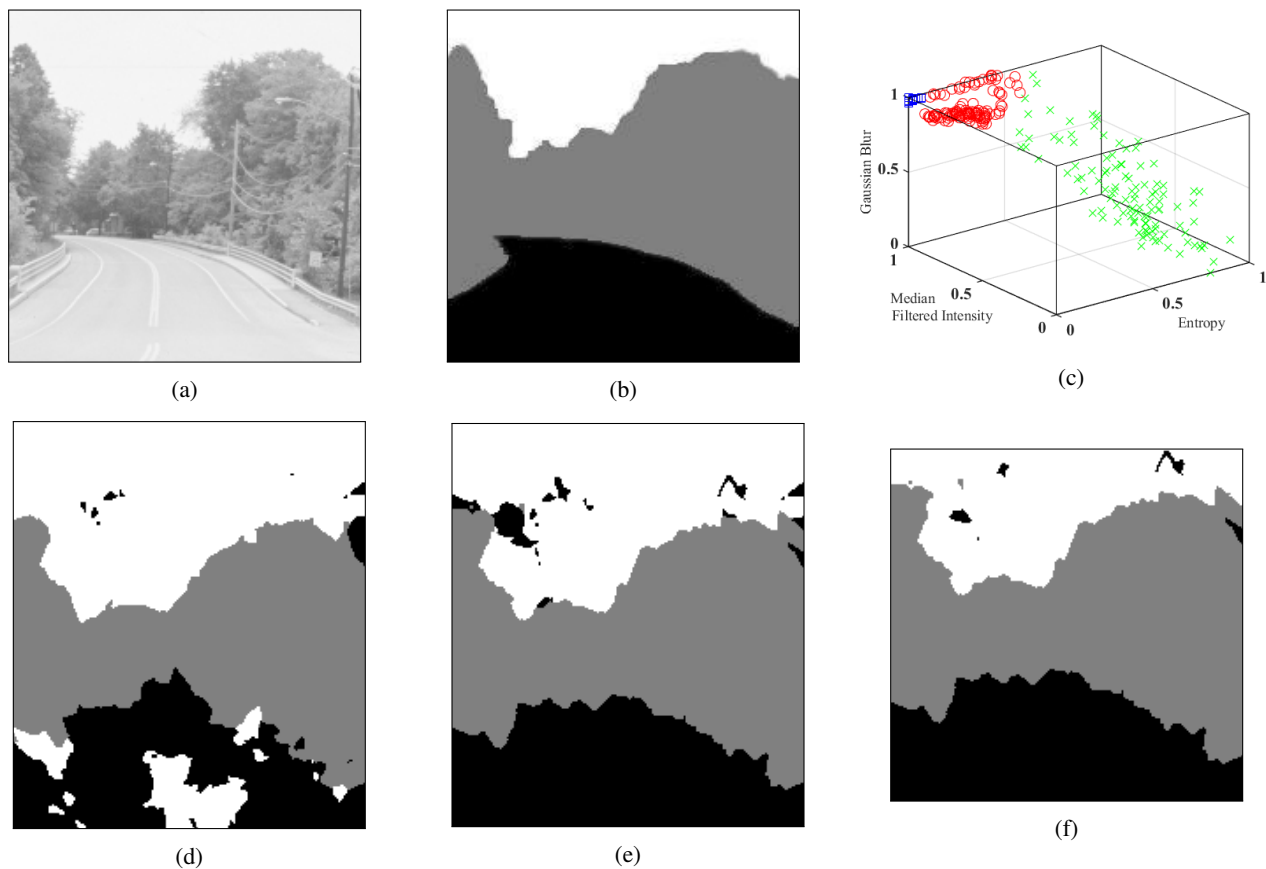 (a)
(b)
1
0.5
0
Gaussian Blur
1
0.5
0
Median
Filtered Intensity
0
0.5
1
Entropy
(c)
(d)
(e)
(f)